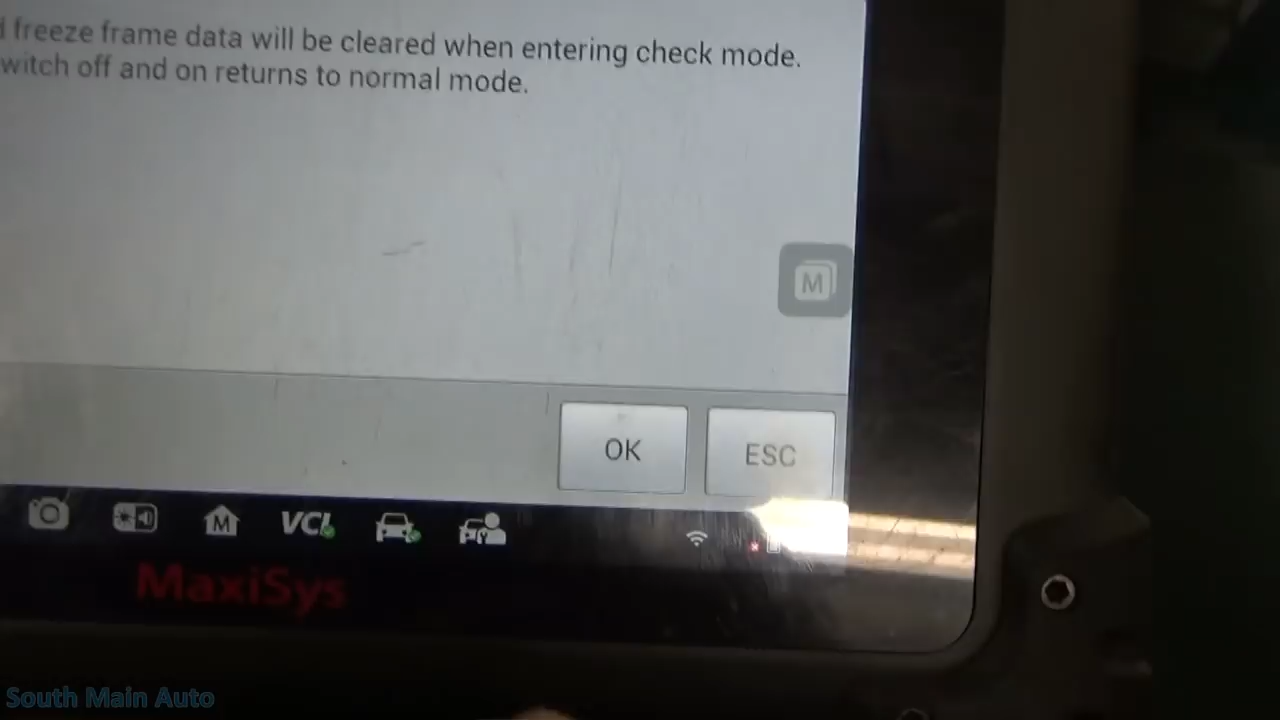 freeze frame data will be cleared when entering check mode.
witch off and on returns to normal mode.
M
OK
ESC
M
VCI
MaxiSys
South Main Auto